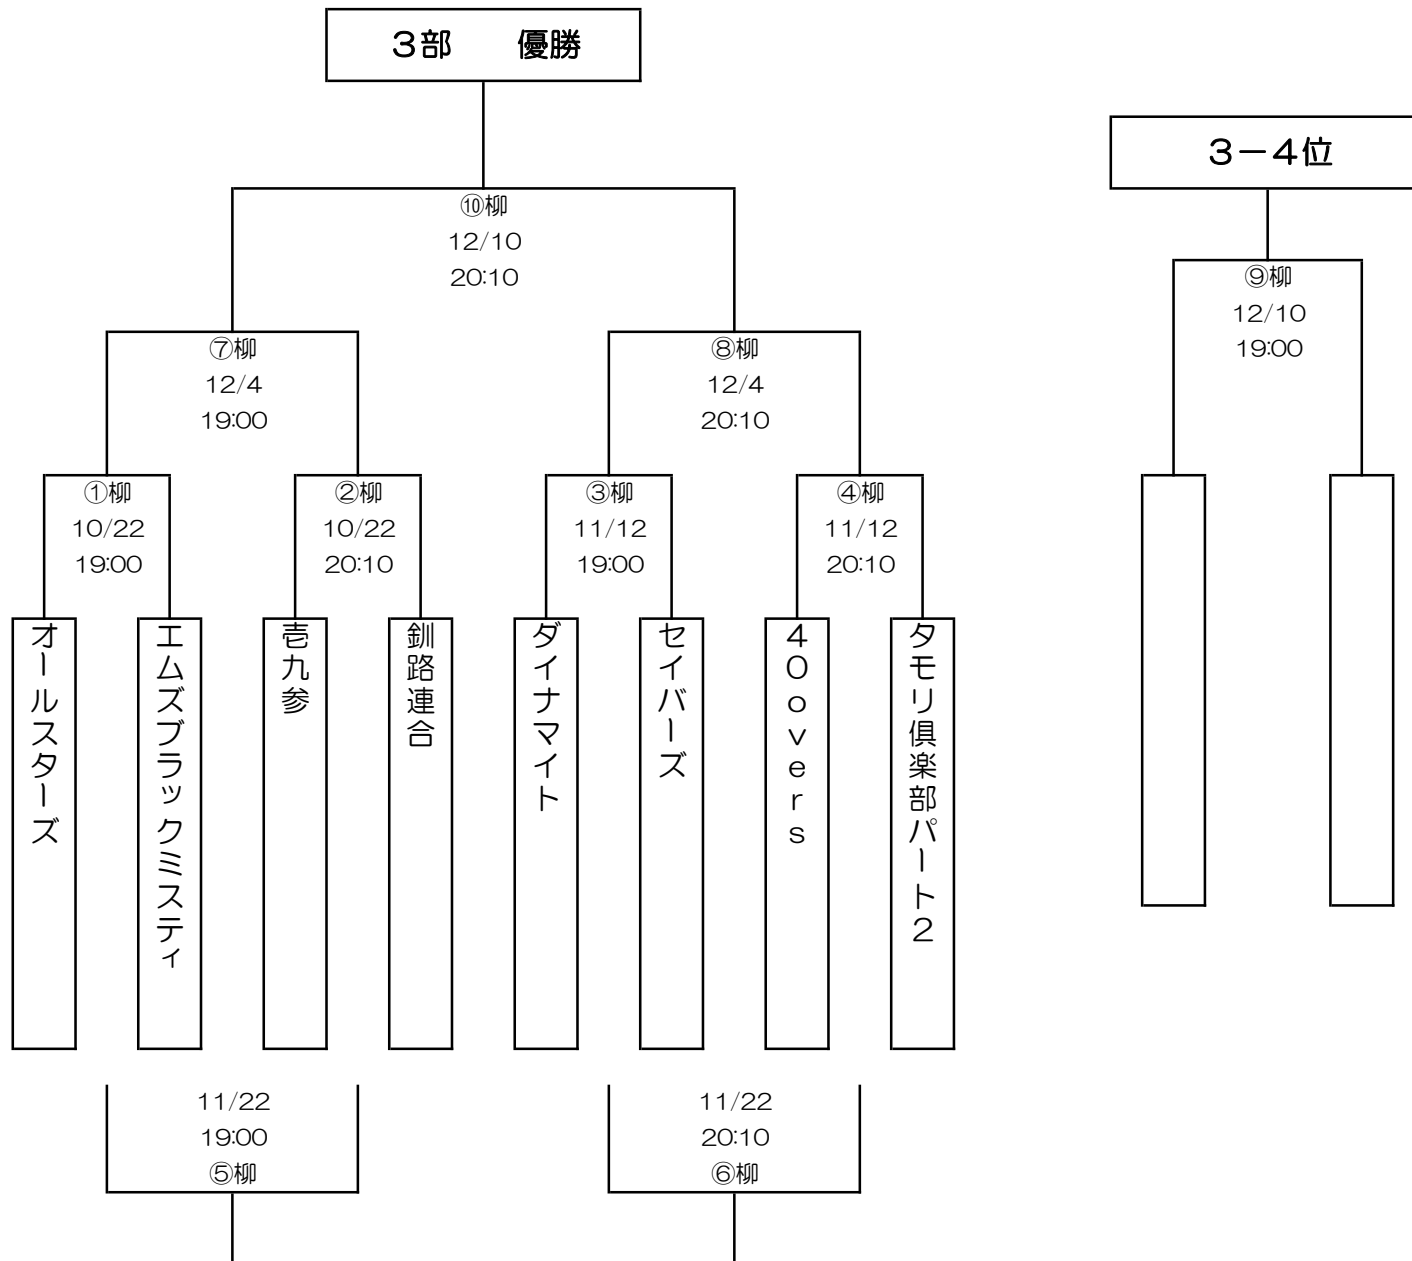 ３部　　優勝
３－４位
⑩柳
12/10
20:10
⑨柳
12/10
19:00
⑦柳
12/4
19:00
⑧柳
12/4
20:10
①柳
10/22
19:00
②柳
10/22
20:10
③柳
11/12
19:00
④柳
11/12
20:10
オールスターズ
エムズブラックミスティ
壱九参
釧路連合
ダイナマイト
セイバーズ
４０ｏｖｅｒｓ
タモリ倶楽部パート２
11/22
19:00
⑤柳
11/22
20:10
⑥柳